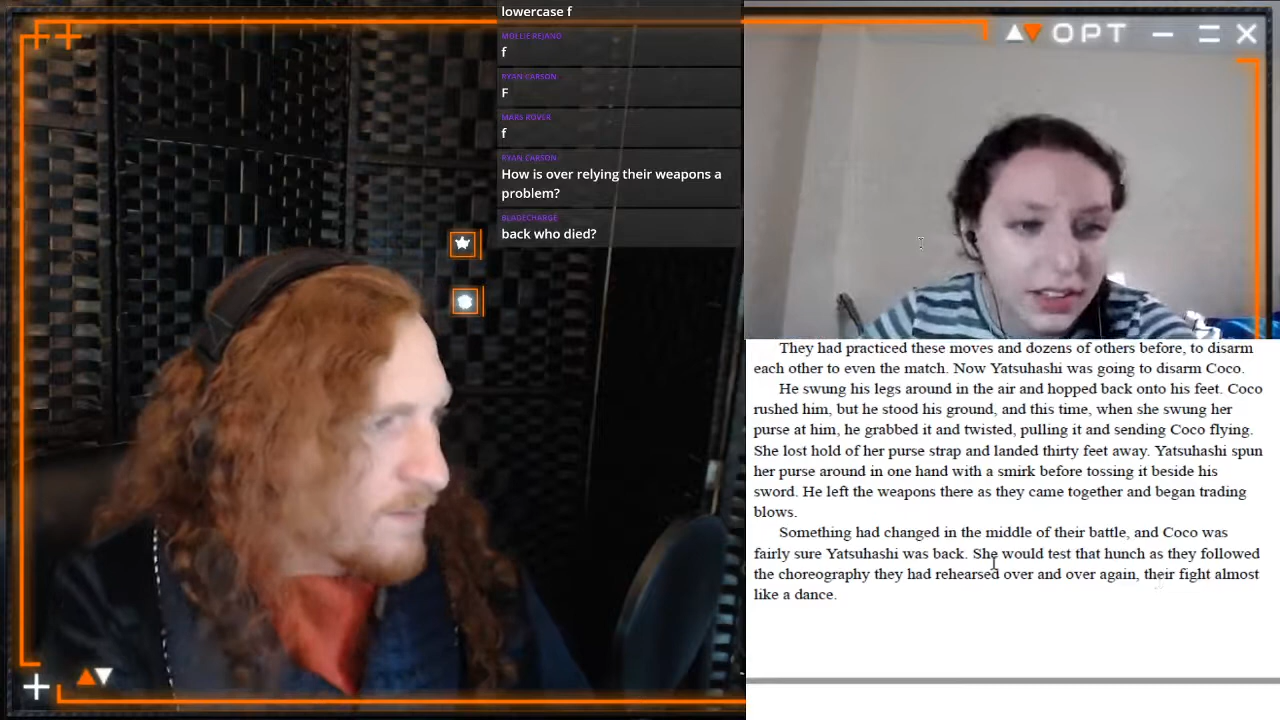 lowercase f
MOLLIE REJANO
f
RYAN CARSON
F
MARS ROVER
f
RYAN CARSON
How is over relying their weapons a
problem?
BLADECHARGE
back who died?
OPT
They had practiced these moves and dozens of others before, to disarm
each other to even the match. Now Yatsuhashi was going to disarm Coco.
He swung his legs around in the air and hopped back onto his feet. Coco
rushed him, but he stood his ground, and this time, when she swung her
purse at him, he grabbed it and twisted, pulling it and sending Coco flying.
She lost hold of her purse strap and landed thirty feet away. Yatsuhashi spun
her purse around in one hand with a smirk before tossing it beside his
sword. He left the weapons there as they came together and began trading
blows.
Something had changed in the middle of their battle, and Coco was
fairly sure Yatsuhashi was back. She would test that hunch as they followed
the choreography they had rehearsed over and over again, their fight almost
like a dance.